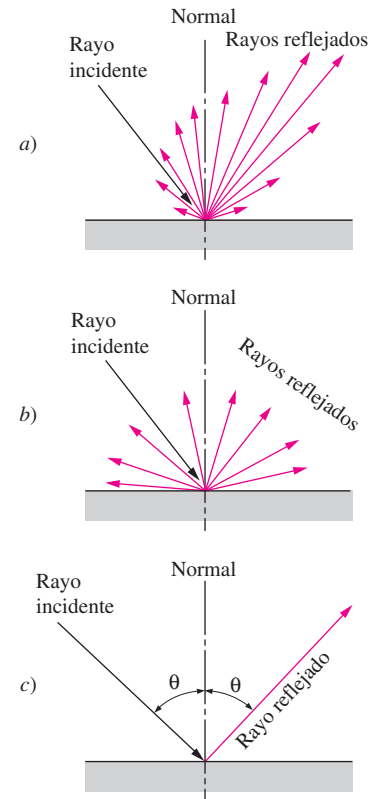 Normal
Rayo
incidente
Rayos reflejados
a)
Normal
Rayo
incidente
Rayos reflejados
b)
Normal
Rayo
incidente
θ
θ
Rayo reflejado
c)